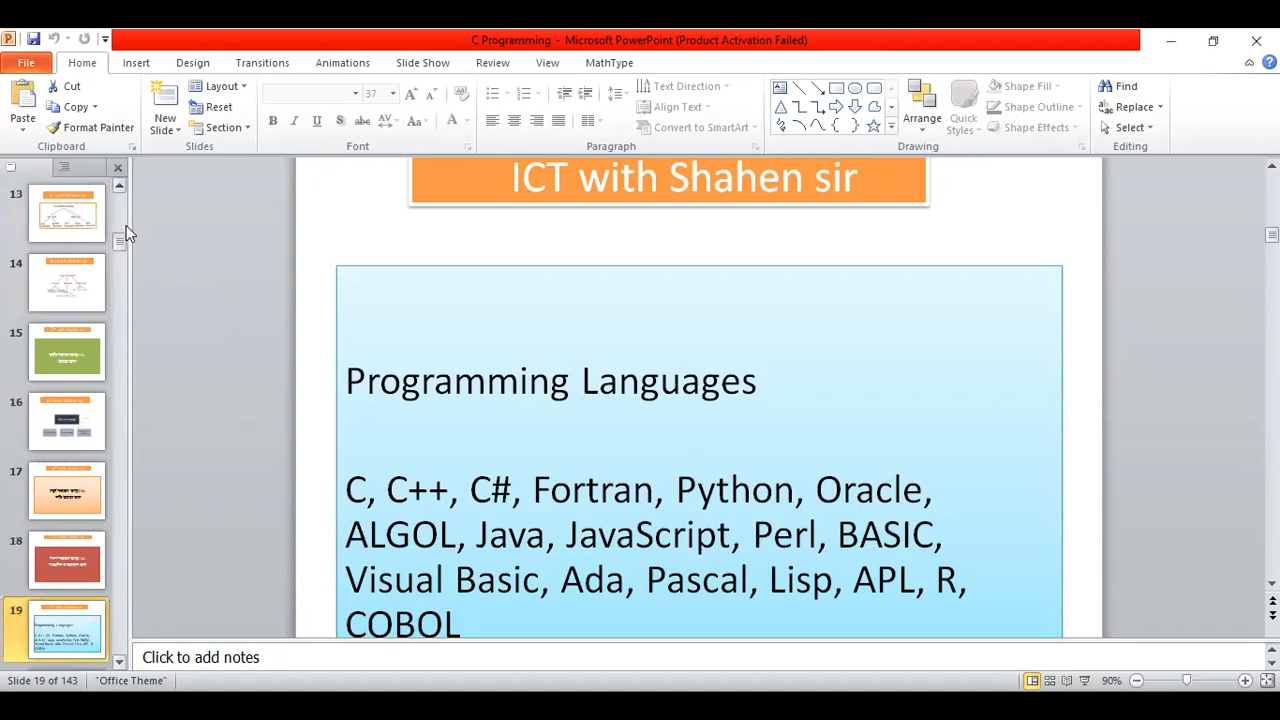 C Programming - Microsoft PowerPoint (Product Activation Failed)
File Home Insert Design Transitions Animations Slide Show Review View MathType
Paste
Cut
Copy
Format Painter
Clipboard
New Slide
Layout
Reset
Section
Slides
37
B I U S abc AV Aa A
Font
Text Direction
Align Text
Convert to SmartArt
Paragraph
Arrange
Quick Styles
Shape Fill
Shape Outline
Shape Effects
Drawing
Find
Replace
Select
Editing
13
14
15
16
17
18
19
ICT with Shahen sir
Programming Languages
C, C++, C#, Fortran, Python, Oracle,
ALGOL, Java, JavaScript, Perl, BASIC,
Visual Basic, Ada, Pascal, Lisp, APL, R,
COBOL
Click to add notes
Slide 19 of 143 "Office Theme" 90%